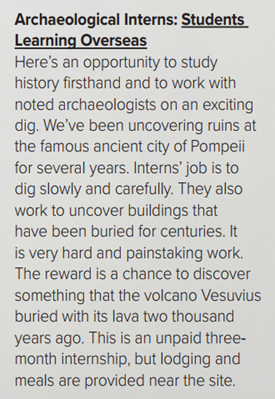 Archaeological Interns: Students
Learning Overseas
Here’s an opportunity to study
history firsthand and to work with
noted archaeologists on an exciting
dig. We’ve been uncovering ruins at
the famous ancient city of Pompeii
for several years. Interns’ job is to
dig slowly and carefully. They also
work to uncover buildings that
have been buried for centuries. It
is very hard and painstaking work.
The reward is a chance to discover
something that the volcano Vesuvius
buried with its lava two thousand
years ago. This is an unpaid three-
month internship, but lodging and
meals are provided near the site.